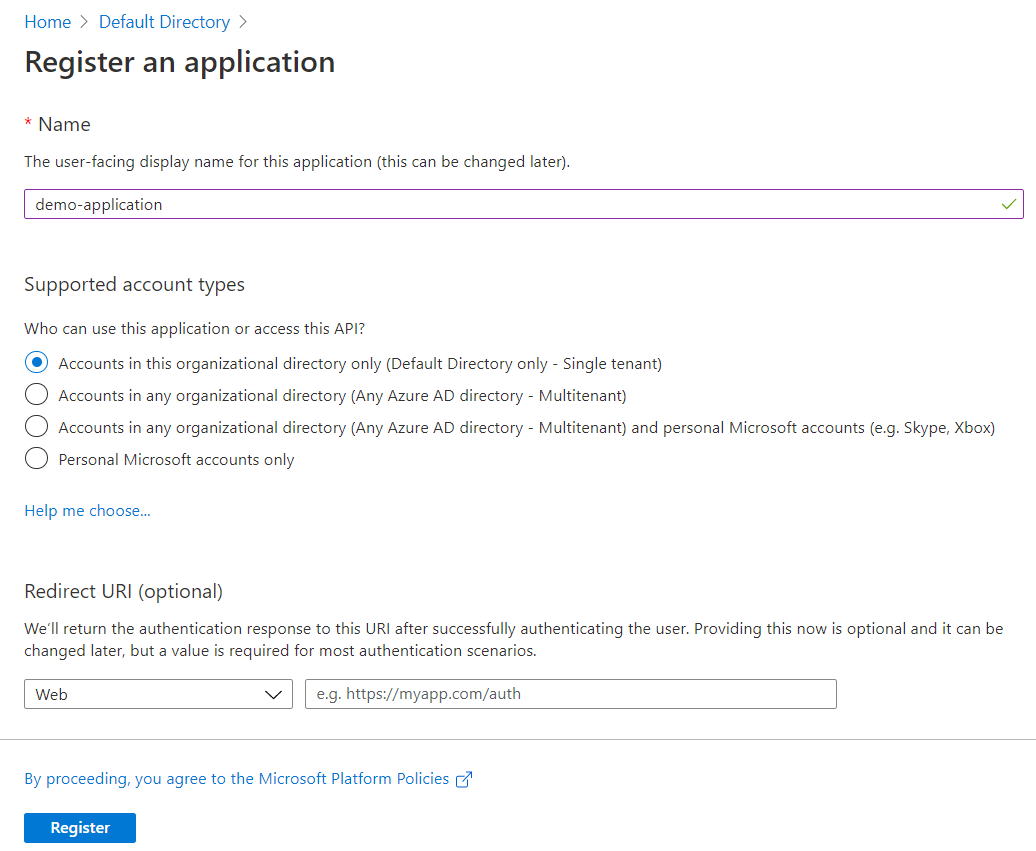 Home > Default Directory >
Register an application
* Name
The user-facing display name for this application (this can be changed later).
demo-application
Supported account types
Who can use this application or access this API?
Accounts in this organizational directory only (Default Directory only - Single tenant)
Accounts in any organizational directory (Any Azure AD directory - Multitenant)
Accounts in any organizational directory (Any Azure AD directory - Multitenant) and personal Microsoft accounts (e.g. Skype, Xbox)
Personal Microsoft accounts only
Help me choose...
Redirect URI (optional)
We'll return the authentication response to this URI after successfully authenticating the user. Providing this now is optional and it can be
changed later, but a value is required for most authentication scenarios.
Web e.g. https://myapp.com/auth
By proceeding, you agree to the Microsoft Platform Policies
Register